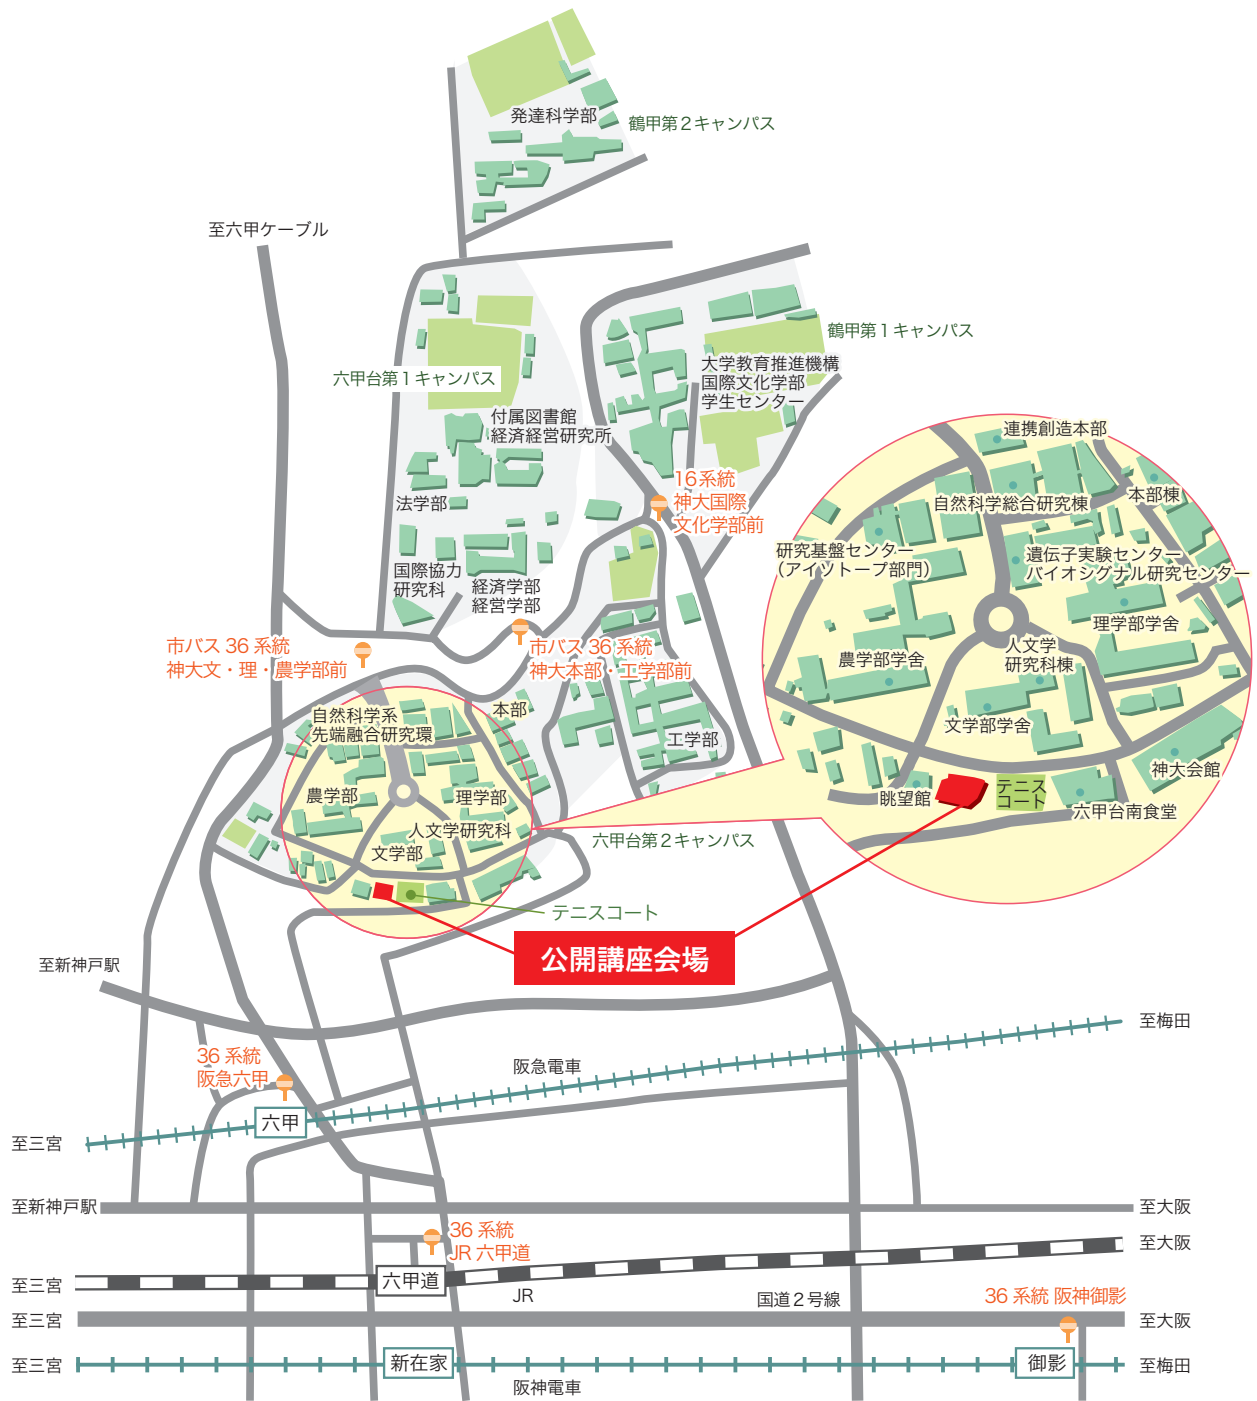 発達科学部
鶴甲第2キャンパス
至六甲ケーブル
鶴甲第1キャンパス
六甲台第1キャンパス
大学教育推進機構
国際文化学部
学生センター
付属図書館
経済経営研究所
法学部
16系統
神大国際
文化学部前
国際協力
研究科
経済学部
経営学部
市バス 36 系統
神大文・理・農学部前
市バス 36 系統
神大本部・工学部前
連携創造本部
本部棟
自然科学総合研究棟
研究基盤センター
(アイソトープ部門)
遺伝子実験センター
バイオシグナル研究センター
理学部学舎
農学部学舎
人文学
研究科棟
文学部学舎
神大会館
眺望館
テニス
コート
六甲台南食堂
自然科学系
先端融合研究環
本部
工学部
農学部
理学部
人文学研究科
文学部
六甲台第2キャンパス
テニスコート
公開講座会場
至新神戸駅
至梅田
36 系統
阪急六甲
阪急電車
六甲
至三宮
至新神戸駅
至大阪
36 系統
JR 六甲道
至大阪
至三宮
六甲道
JR
国道2号線
36 系統 阪神御影
至三宮
至大阪
至三宮
新在家
御影
至梅田
阪神電車